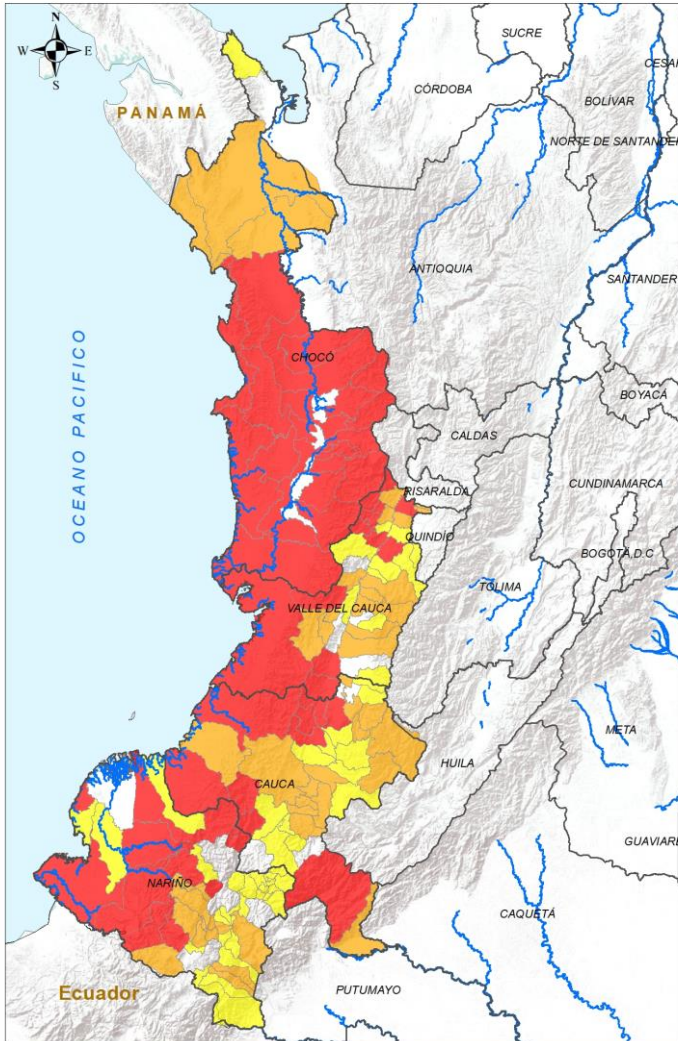 N
W E
S
SUCRE
CESAR
CÓRDOBA
BOLÍVAR
PANAMÁ
NORTE DE SANTANDER
ANTIOQUIA
SANTANDER
OCEANO PACIFICO
CHOCÓ
BOYACÁ
CALDAS
CUNDINAMARCA
RISARALDA
QUINDÍO
BOGOTÁ, D.C
TOLIMA
VALLE DEL CAUCA
META
HUILA
CAUCA
GUAVIARE
NARIÑO
CAQUETÁ
Ecuador
PUTUMAYO